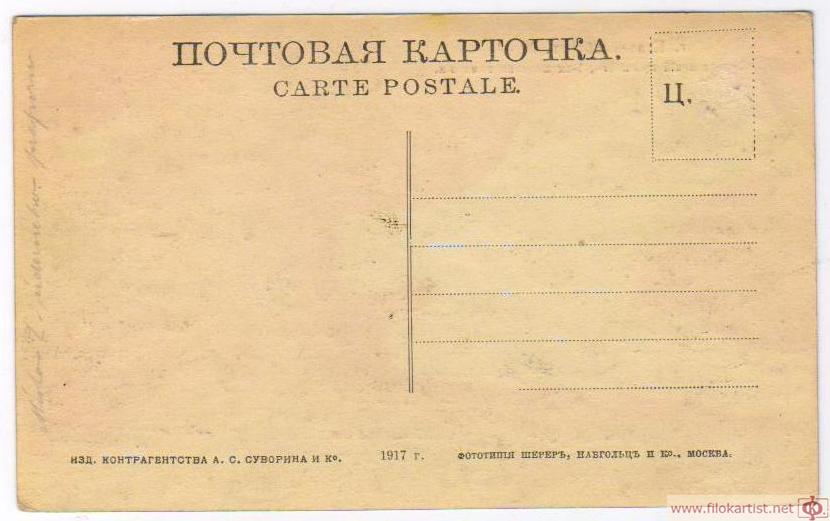 ПОЧТОВАЯ КАРТОЧКА.
CARTE POSTALE.
Ц.
ИЗД. КОНТРАГЕНТСТВА А. С. СУВОРИНА И Ко.
1917 г.
ФОТОТИПІЯ ШЕРЕРЪ, НАБГОЛЬЦЪ И Ко., МОСКВА.
www.filokartist.net